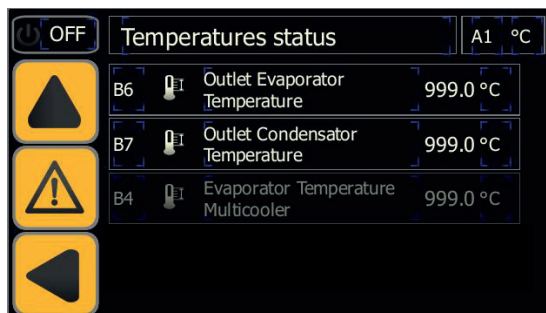 OFF
Temperatures status
A1 °C
B6
Outlet Evaporator
Temperature
999.0 °C
B7
Outlet Condensator
Temperature
999.0 °C
B4
Evaporator Temperature
Multicooler
999.0 °C